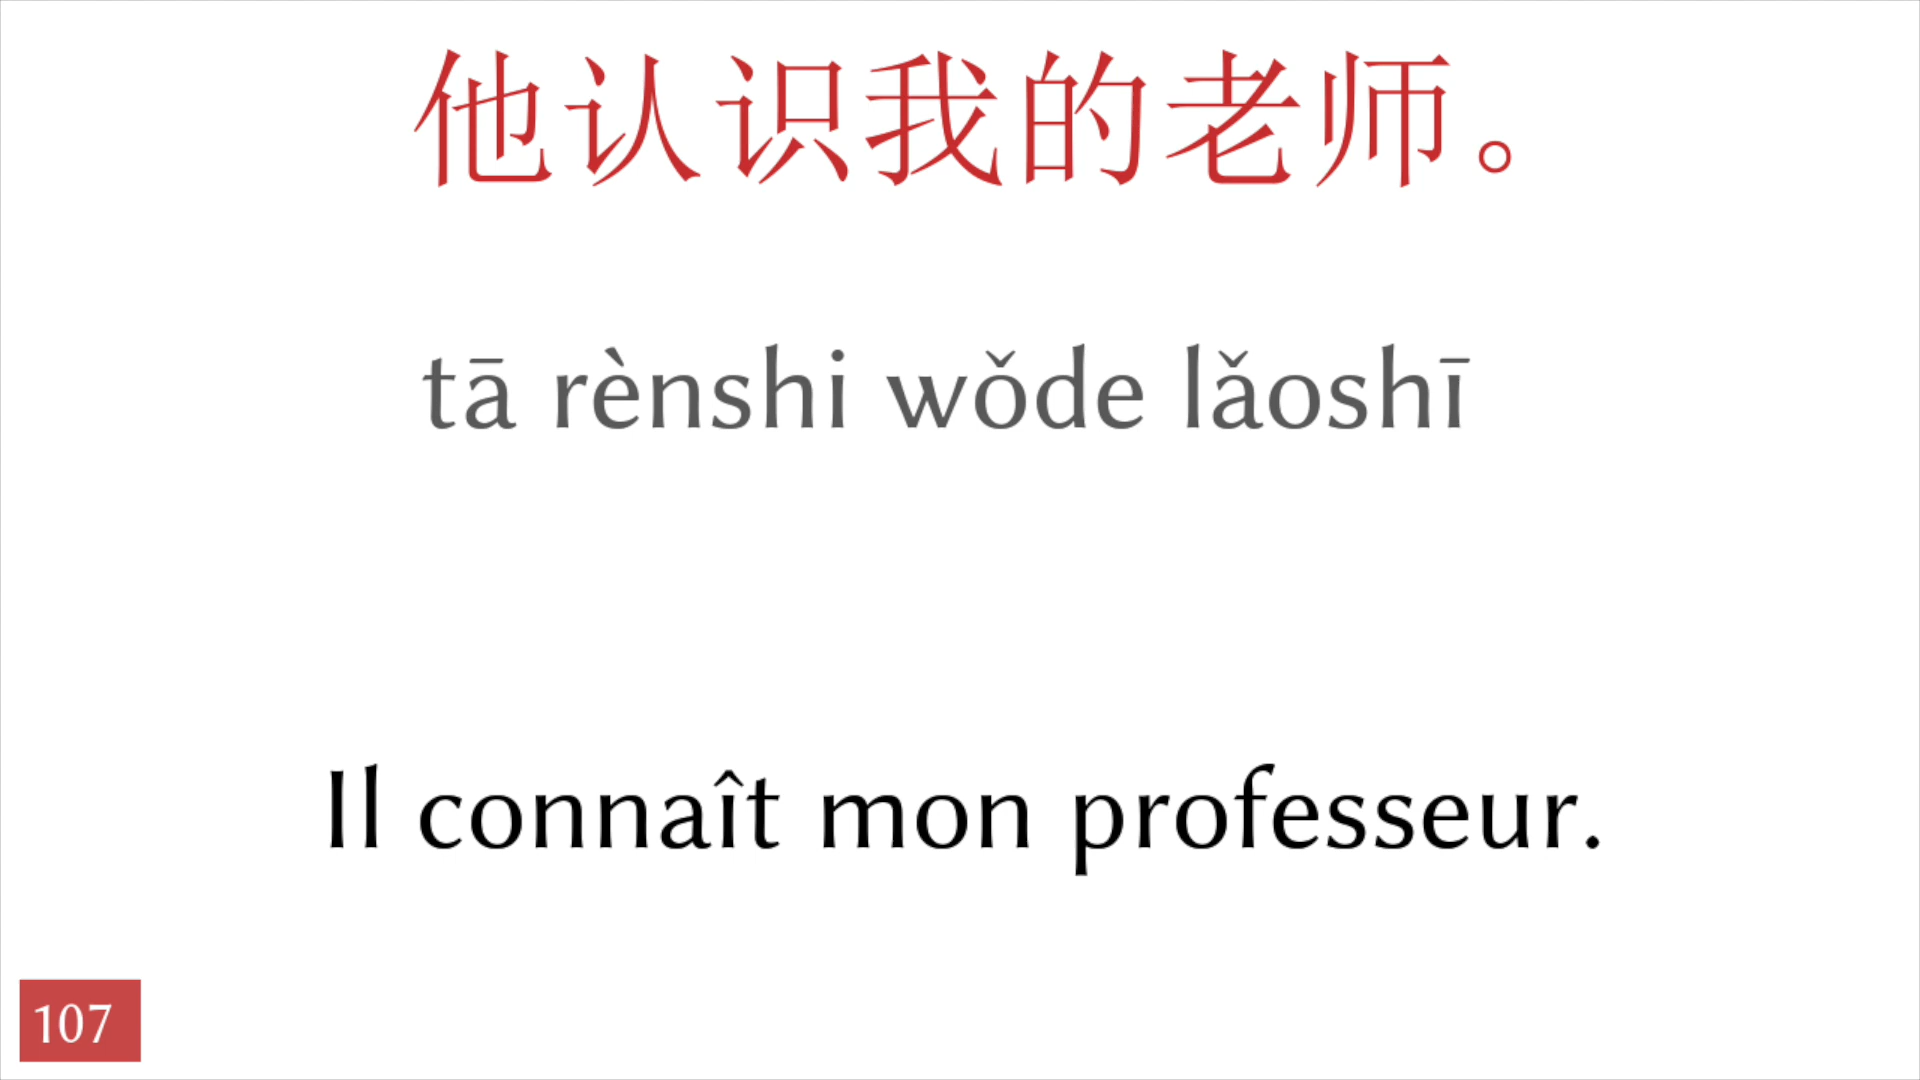 他认识我的老师。
tā rènshi wǒde lǎoshī
Il connaît mon professeur.
107